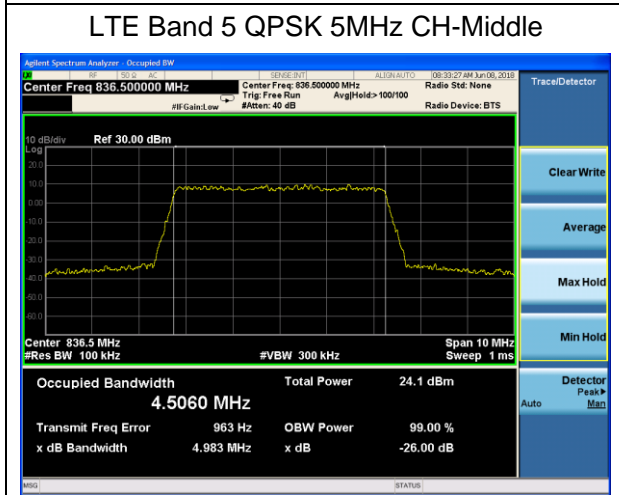 LTE Band 5 QPSK 5MHz CH-Middle
Agilent Spectrum Analyzer - Occupied BW
RF 50 Ω AC SENSE:INT ALIGN AUTO 08:33:27 AM Jun 08, 2018
Center Freq 836.500000 MHz Center Freq: 836.500000 MHz Radio Std: None Trace/Detector
Trig: Free Run Avg|Hold:> 100/100
#IFGain:Low #Atten: 40 dB Radio Device: BTS
10 dB/div Ref 30.00 dBm
Log
20.0
10.0
0.00
-10.0
-20.0
-30.0
-40.0
-50.0
-60.0
Clear Write
Average
Max Hold
Min Hold
Center 836.5 MHz Span 10 MHz
#Res BW 100 kHz #VBW 300 kHz Sweep 1 ms
Occupied Bandwidth Total Power 24.1 dBm
4.5060 MHz
Transmit Freq Error 963 Hz OBW Power 99.00 %
x dB Bandwidth 4.983 MHz x dB -26.00 dB
Detector
Peak▶
Auto Man
MSG STATUS